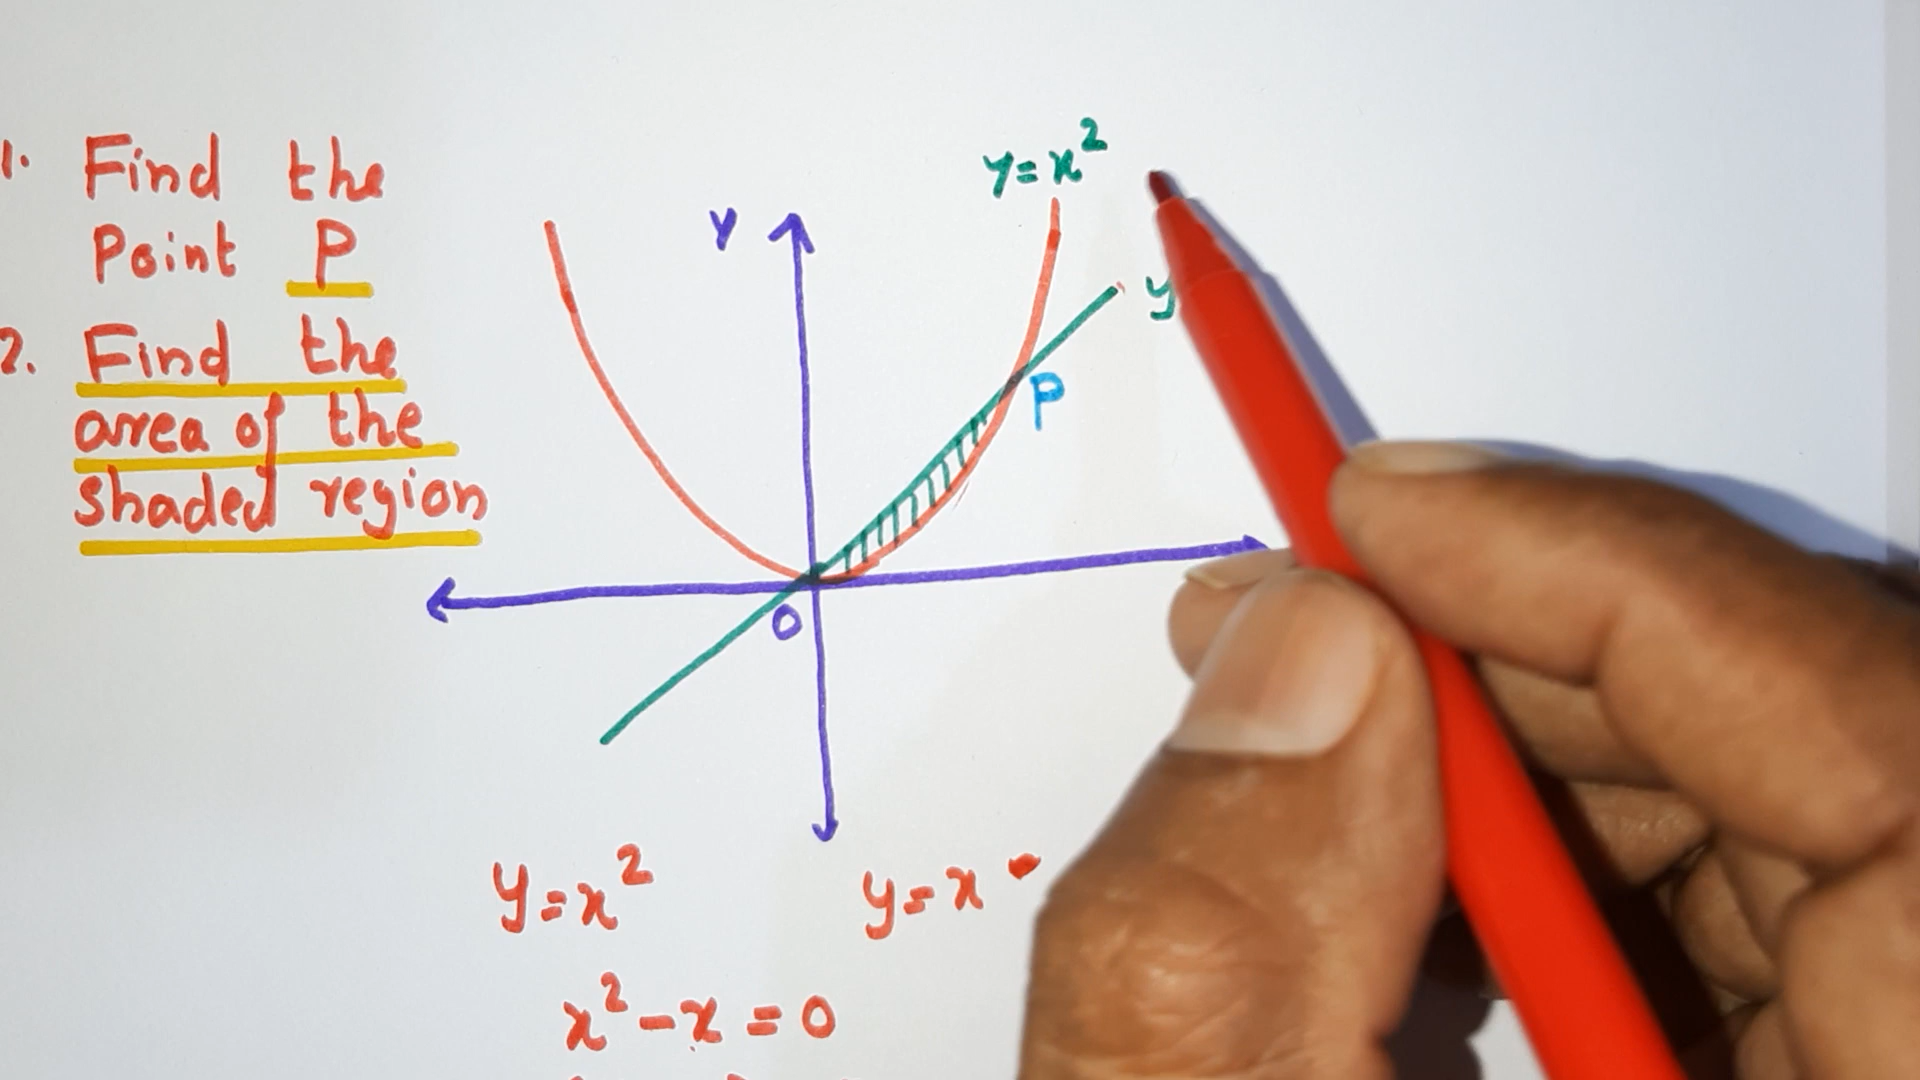 1. Find the
Point P
2. Find the
area of the
shaded region
y=x²
Y
y
P
O
y=x² y=x
x²-x=0